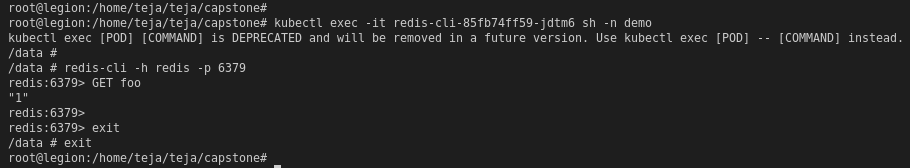 root@legion:/home/teja/teja/capstone#
root@legion:/home/teja/teja/capstone# kubectl exec -it redis-cli-85fb74ff59-jdtm6 sh -n demo
kubectl exec [POD] [COMMAND] is DEPRECATED and will be removed in a future version. Use kubectl exec [POD] -- [COMMAND] instead.
/data #
/data # redis-cli -h redis -p 6379
redis:6379> GET foo
"1"
redis:6379>
redis:6379> exit
/data # exit
root@legion:/home/teja/teja/capstone#